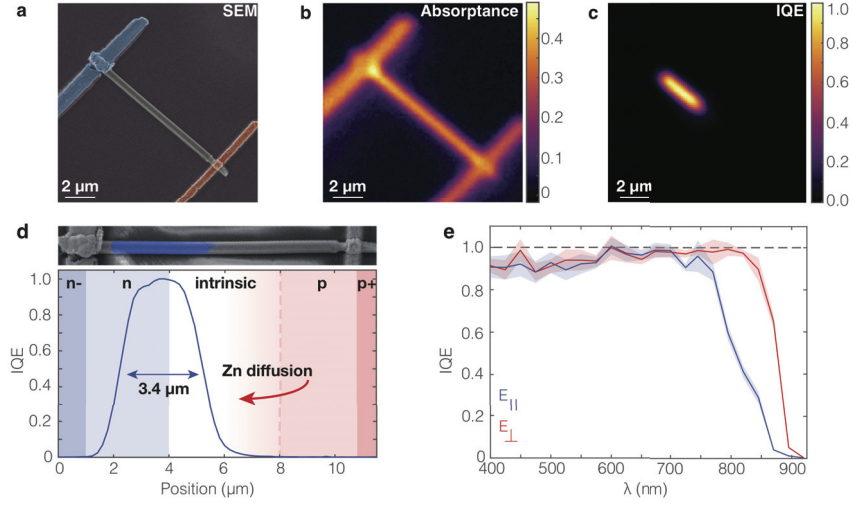 a
SEM
2 μm
b
Absorptance
2 μm
0.4
0.3
0.2
0.1
0
c
IQE
2 μm
1.0
0.8
0.6
0.4
0.2
0.0
d
n-
n
intrinsic
p
p+
Zn diffusion
3.4 μm
IQE
1.0
0.8
0.6
0.4
0.2
0
0
2
4
6
8
10
Position (μm)
e
IQE
1.0
0.8
0.6
0.4
0.2
0
E||
E⊥
400
500
600
700
800
900
λ (nm)